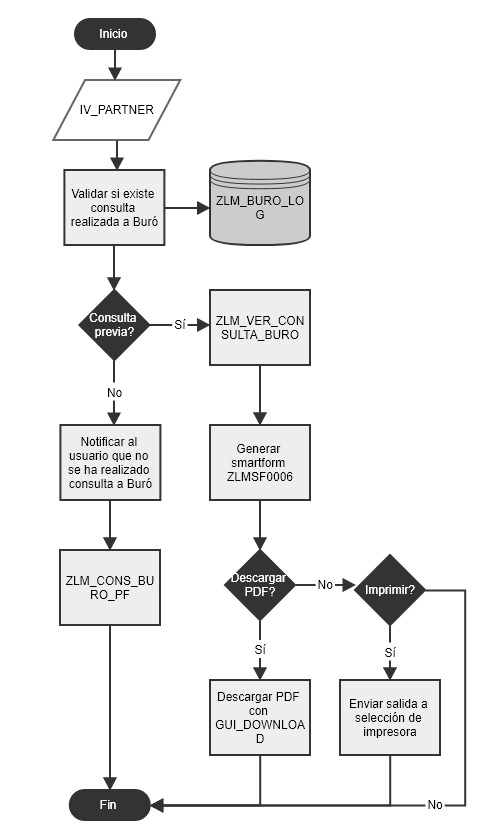 Inicio
IV_PARTNER
Validar si existe
consulta
realizada a Buró
ZLM_BURO_LO
G
Consulta
previa?
Sí
ZLM_VER_CON
SULTA_BURO
No
Notificar al
usuario que no
se ha realizado
consulta a Buró
Generar
smartform
ZLMSF0006
ZLM_CONS_BU
RO_PF
Descargar
PDF?
No
Imprimir?
Sí
Sí
Descargar PDF
con
GUI_DOWNLOA
D
Enviar salida a
selección de
impresora
Fin
No